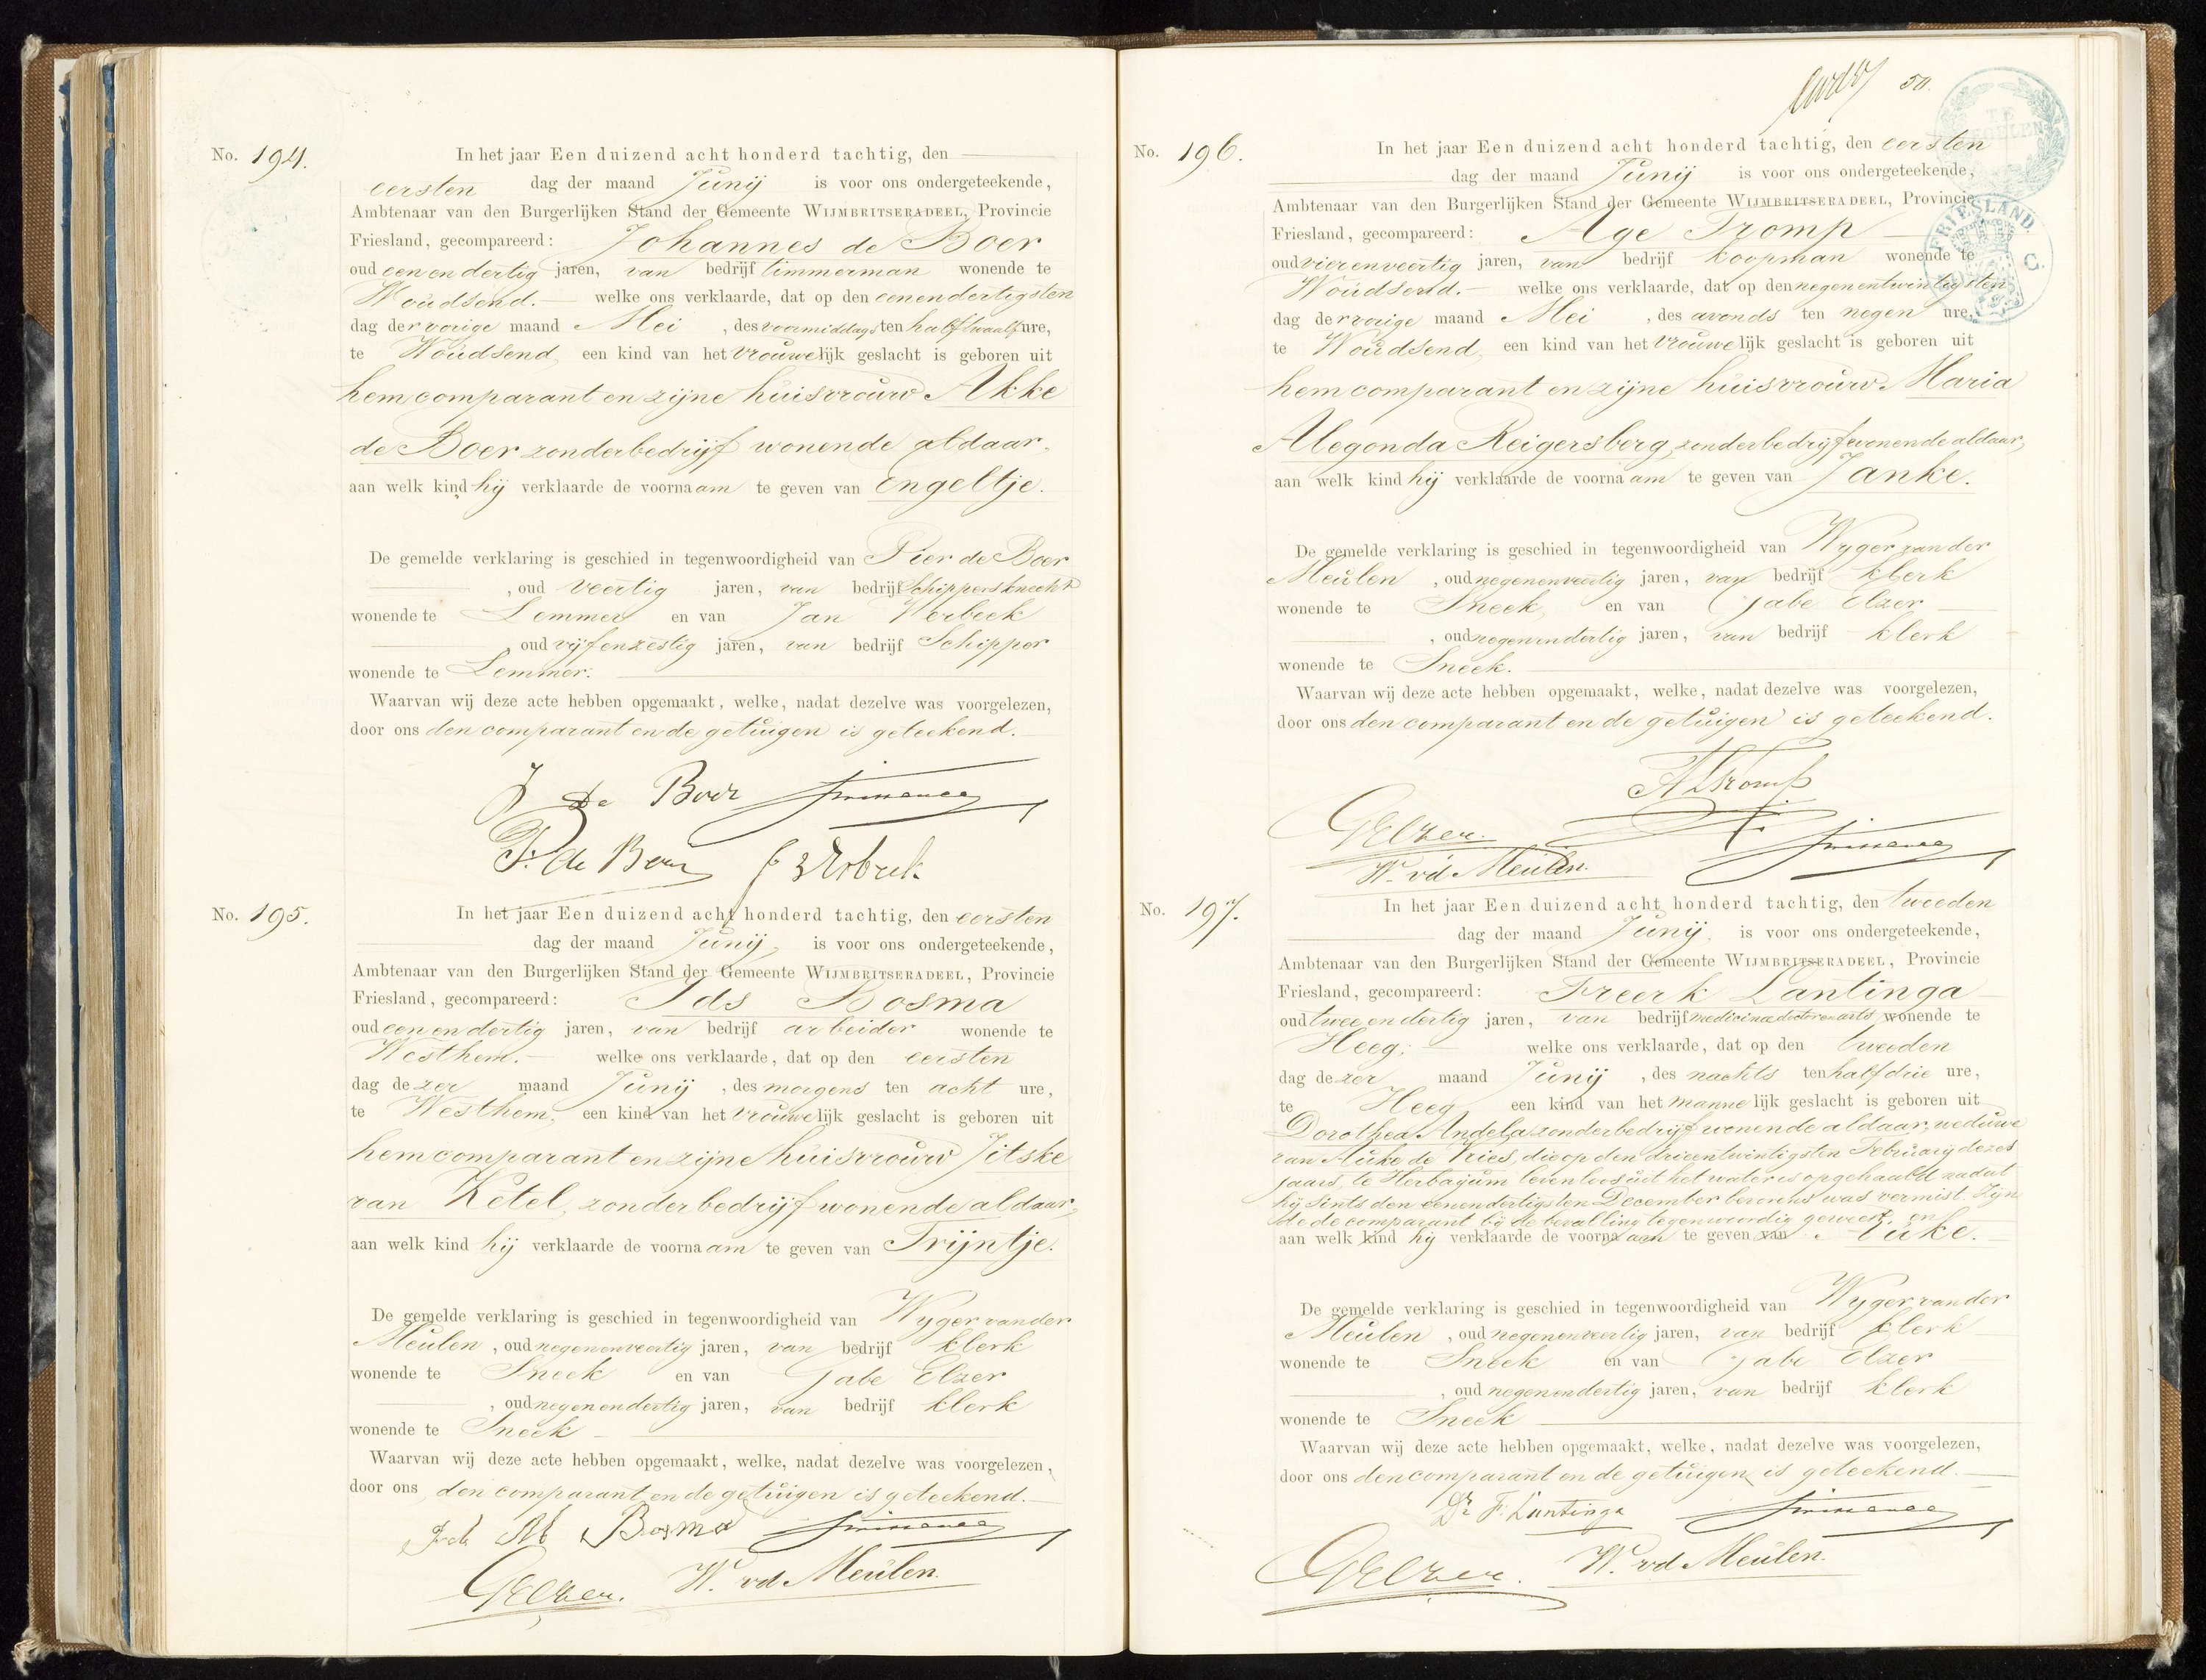 No. 194.
In het jaar Een duizend acht honderd tachtig, den
eersten dag der maand Junij is voor ons ondergeteekende,
Ambtenaar van den Burgerlijken Stand der Gemeente WIJMBRITSERADEEL, Provincie
Friesland, gecompareerd: Johannes de Boer
oud een en dertig jaren, van bedrijf timmerman wonende te
Woudsend. welke ons verklaarde, dat op den eenendertigsten
dag der vorige maand Mei , des voormiddags ten half twaalf ure,
te Woudsend, een kind van het vrouwelijk geslacht is geboren uit
hem comparant en zijne huisvrouw Akke
de Boer zonder bedrijf wonende aldaar.
aan welk kind hij verklaarde de voornaam te geven van Engeltje.
De gemelde verklaring is geschied in tegenwoordigheid van Pier de Boer
, oud veertig jaren, van bedrijf Schippersknecht
wonende te Lemmer en van Jan Verbeek
oud vijfenzestig jaren, van bedrijf Schipper
wonende te Lemmer.
Waarvan wij deze acte hebben opgemaakt, welke, nadat dezelve was voorgelezen,
door ons den comparant en de getuigen is geteekend.
J de Boer
P. de Boer J Verbeek
No. 195.
In het jaar Een duizend acht honderd tachtig, den eersten
dag der maand Junij, is voor ons ondergeteekende,
Ambtenaar van den Burgerlijken Stand der Gemeente WIJMBRITSERADEEL, Provincie
Friesland, gecompareerd: Ids Bosma
oud een en dertig jaren, van bedrijf arbeider wonende te
Westhem. welke ons verklaarde, dat op den eersten
dag dezer maand Junij , des morgens ten acht ure,
te Westhem, een kind van het vrouwelijk geslacht is geboren uit
hem comparant en zijne huisvrouw Jitske
van Ketel, zonder bedrijf wonende aldaar,
aan welk kind hij verklaarde de voornaam te geven van Trijntje.
De gemelde verklaring is geschied in tegenwoordigheid van Wyger van der
Meulen , oud negenenveertig jaren, van bedrijf klerk
wonende te Sneek en van Gabe Elzer
, oud negenendertig jaren, van bedrijf klerk
wonende te Sneek
Waarvan wij deze acte hebben opgemaakt, welke, nadat dezelve was voorgelezen,
door ons den comparant en de getuigen is geteekend.
Bosma
GElzer. W. vd Meulen.
50.
FRIESLAND
No. 196.
In het jaar Een duizend acht honderd tachtig, den eersten
dag der maand Junij is voor ons ondergeteekende,
Ambtenaar van den Burgerlijken Stand der Gemeente WIJMBRITSERADEEL, Provincie
Friesland, gecompareerd: Age Tromp
oud vierenveertig jaren, van bedrijf koopman wonende te
Woudsend. welke ons verklaarde, dat op den negenentwintigsten
dag der vorige maand Mei , des avonds ten negen ure,
te Woudsend, een kind van het vrouwelijk geslacht is geboren uit
hem comparant en zijne huisvrouw Maria
Alegonda Reigersberg, zonder bedrijf wonende aldaar,
aan welk kind hij verklaarde de voornaam te geven van Janke.
De gemelde verklaring is geschied in tegenwoordigheid van Wyger van der
Meulen , oud negenenveertig jaren, van bedrijf klerk
wonende te Sneek, en van Gabe Elzer
, oud negenendertig jaren, van bedrijf klerk
wonende te Sneek.
Waarvan wij deze acte hebben opgemaakt, welke, nadat dezelve was voorgelezen,
door ons den comparant en de getuigen is geteekend.
A Tromp
GElzer.
W. vd Meulen.
No. 197.
In het jaar Een duizend acht honderd tachtig, den tweeden
dag der maand Junij, is voor ons ondergeteekende,
Ambtenaar van den Burgerlijken Stand der Gemeente WIJMBRITSERADEEL, Provincie
Friesland, gecompareerd: Freerk Lantinga
oud twee en dertig jaren, van bedrijf medicinae doctor en arts wonende te
Heeg; welke ons verklaarde, dat op den tweeden
dag dezer maand Junij , des nachts ten half drie ure,
te Heeg een kind van het mannelijk geslacht is geboren uit
Dorothea Andela zonder bedrijf wonende aldaar, weduwe
van Auke de Vries, die op den drieentwintigsten Februarij dezes
jaars, te Herbayum levenloos uit het water is opgehaald nadat
hij sints den eenendertigsten December bevorens was vermist. Zijn
de de comparant bij de bevalling tegenwoordig geweest, en
aan welk kind hij verklaarde de voornaam te geven van Auke.
De gemelde verklaring is geschied in tegenwoordigheid van Wyger van der
Meulen , oud negenenveertig jaren, van bedrijf klerk
wonende te Sneek en van Gabe Elzer
, oud negenendertig jaren, van bedrijf klerk
wonende te Sneek
Waarvan wij deze acte hebben opgemaakt, welke, nadat dezelve was voorgelezen,
door ons den comparant en de getuigen is geteekend.
Dr F. Lantinga
GElzer. W. vd Meulen.